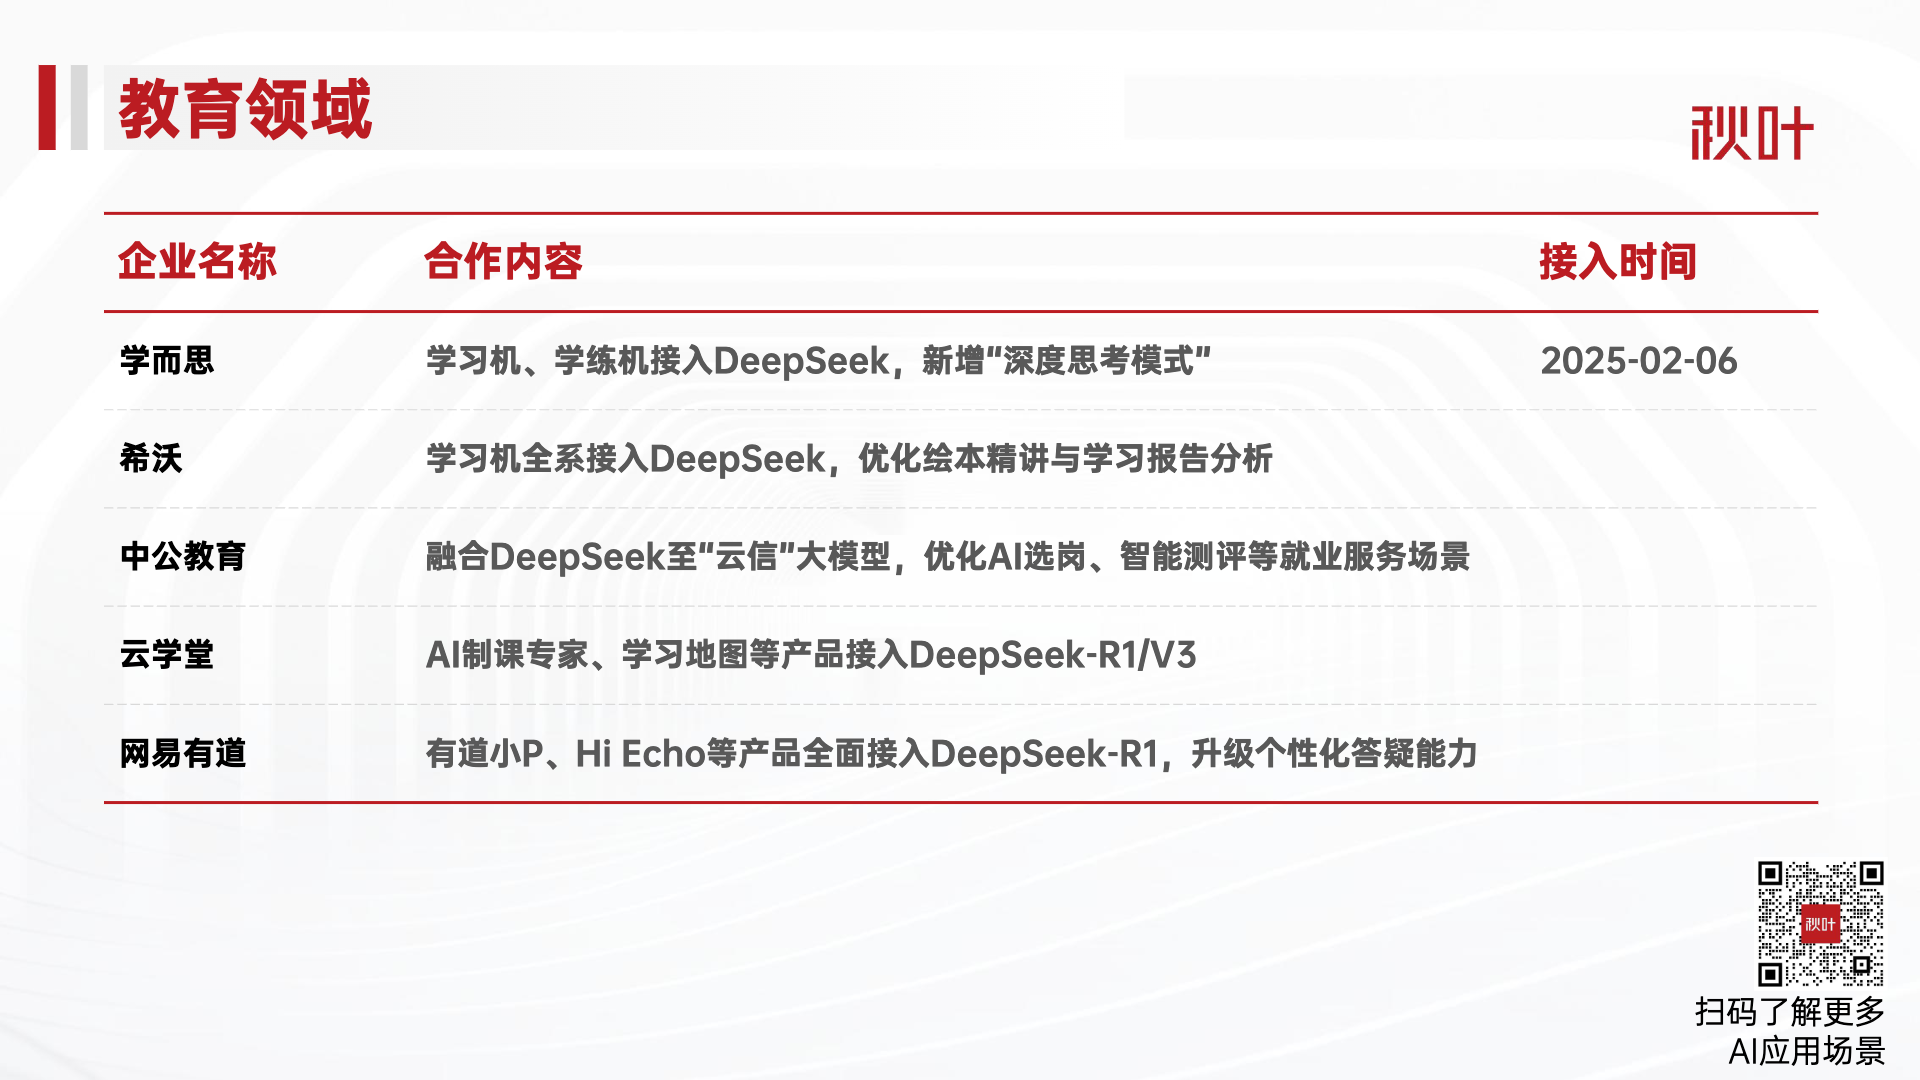 教育领域
秋叶
企业名称 合作内容 接入时间
学而思 学习机、学练机接入DeepSeek，新增“深度思考模式” 2025-02-06
希沃 学习机全系接入DeepSeek，优化绘本精讲与学习报告分析
中公教育 融合DeepSeek至“云信”大模型，优化AI选岗、智能测评等就业服务场景
云学堂 AI制课专家、学习地图等产品接入DeepSeek-R1/V3
网易有道 有道小P、Hi Echo等产品全面接入DeepSeek-R1，升级个性化答疑能力
秋叶
扫码了解更多
AI应用场景